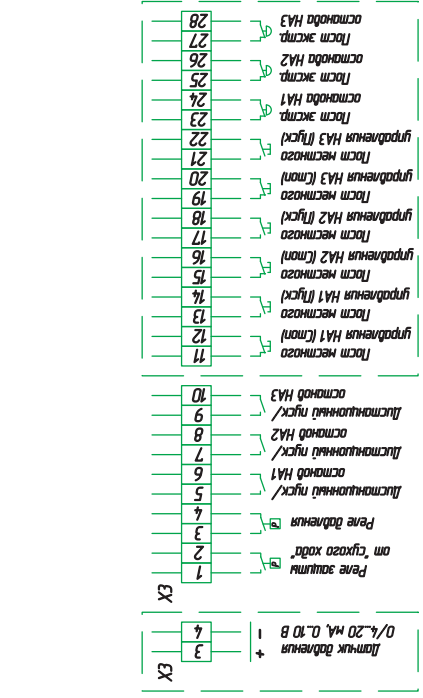 X3
Датчик давления + 3
0/4...20 мА, 0..10 В − 4
X3
Реле защиты P 1
от "сухого хода" 2
Реле давления P 3
4
Дистанционный пуск/ 5
останов НА1 6
Дистанционный пуск/ 7
останов НА2 8
Дистанционный пуск/ 9
останов НА3 10
Пост местного 11
управления НА1 (Стоп) 12
Пост местного 13
управления НА1 (Пуск) 14
Пост местного 15
управления НА2 (Стоп) 16
Пост местного 17
управления НА2 (Пуск) 18
Пост местного 19
управления НА3 (Стоп) 20
Пост местного 21
управления НА3 (Пуск) 22
Пост экстр. 23
останова НА1 24
Пост экстр. 25
останова НА2 26
Пост экстр. 27
останова НА3 28